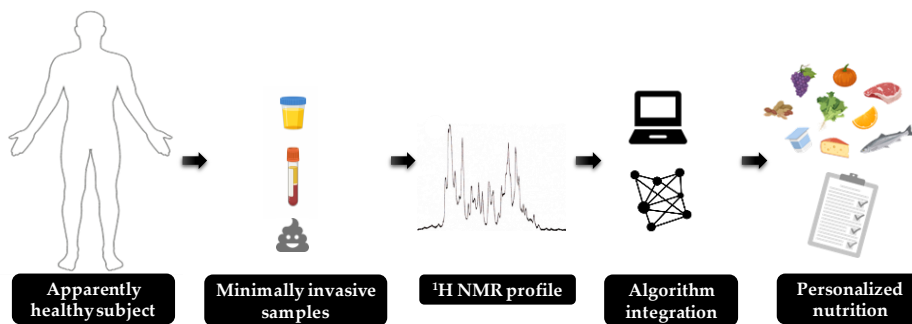 Apparently
healthy subject
Minimally invasive
samples
¹H NMR profile
Algorithm
integration
Personalized
nutrition